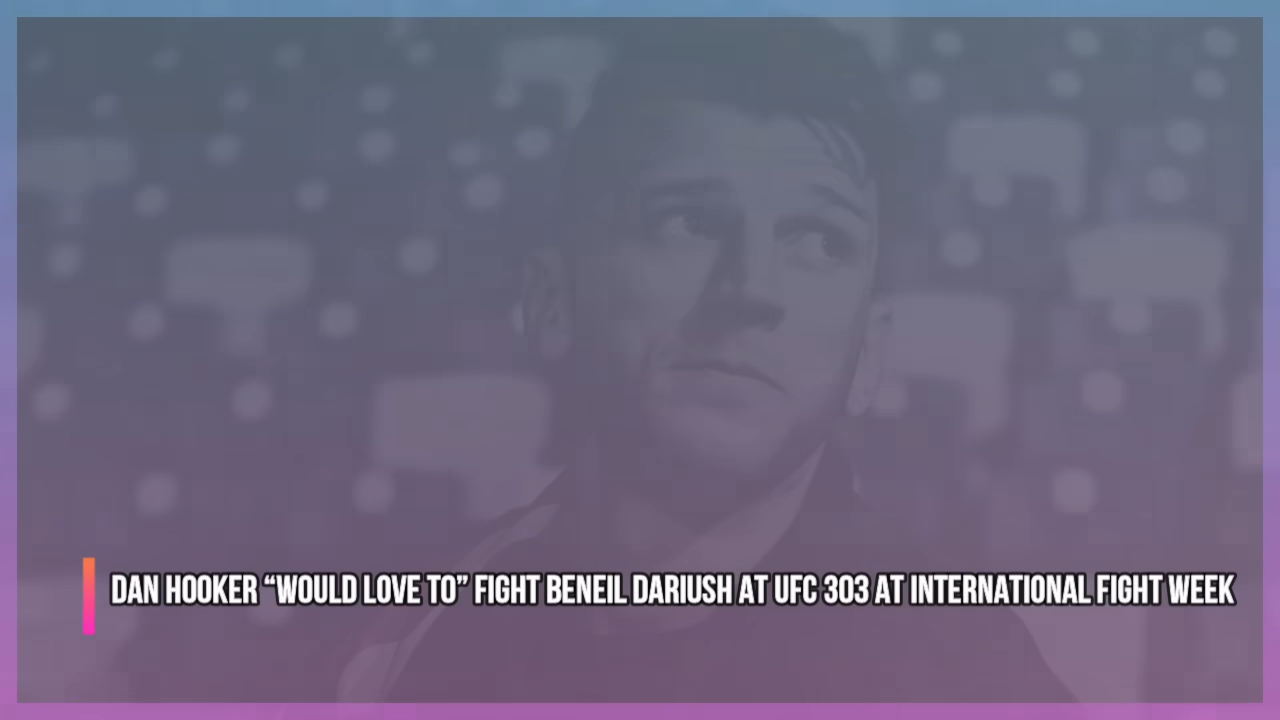 DAN HOOKER “WOULD LOVE TO” FIGHT BENEIL DARIUSH AT UFC 303 AT INTERNATIONAL FIGHT WEEK